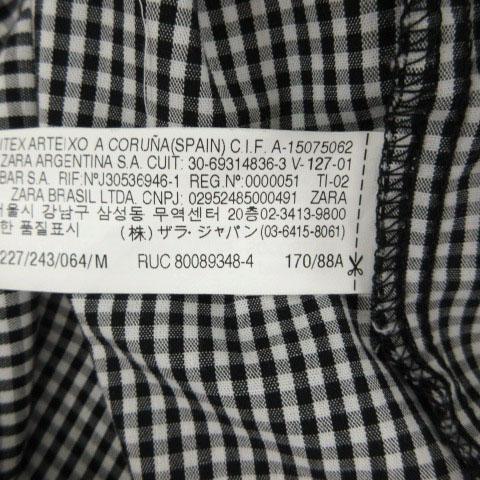 ITEX ARTEIXO A CORUÑA(SPAIN) C.I.F. A-15075062
ZARA ARGENTINA S.A. CUIT: 30-69314836-3 V-127-01
BAR S.A. RIF:NºJ30536946-1 REG.Nº:0000051 TI-02
ZARA BRASIL LTDA. CNPJ: 02952485000491 ZARA
서울시 강남구 삼성동 무역센터 20층02-3413-9800
한 품질표시 (株) ザラ・ジャパン(03-6415-8061)
227/243/064/M RUC 80089348-4 170/88A